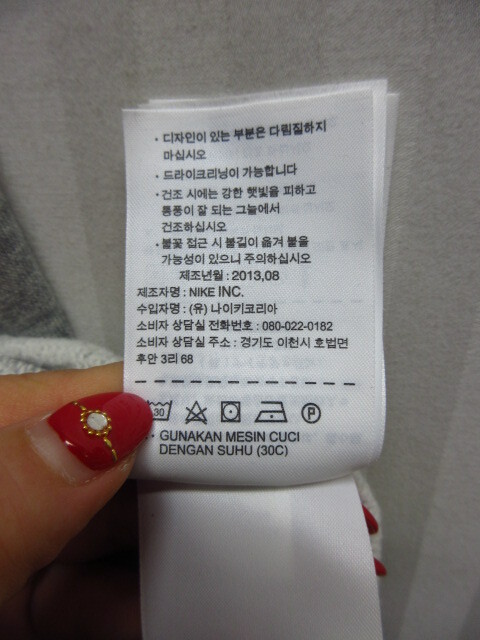 · 디자인이 있는 부분은 다림질하지
마십시오
· 드라이크리닝이 가능합니다
· 건조 시에는 강한 햇빛을 피하고
통풍이 잘 되는 그늘에서
건조하십시오
· 불꽃 접근 시 불길이 옮겨 붙을
가능성이 있으니 주의하십시오
제조년월 : 2013,08
제조자명 : NIKE INC.
수입자명 : (유) 나이키코리아
소비자 상담실 전화번호 : 080-022-0182
소비자 상담실 주소 : 경기도 이천시 호법면
후안 3리 68
30 P
· GUNAKAN MESIN CUCI
DENGAN SUHU (30C)